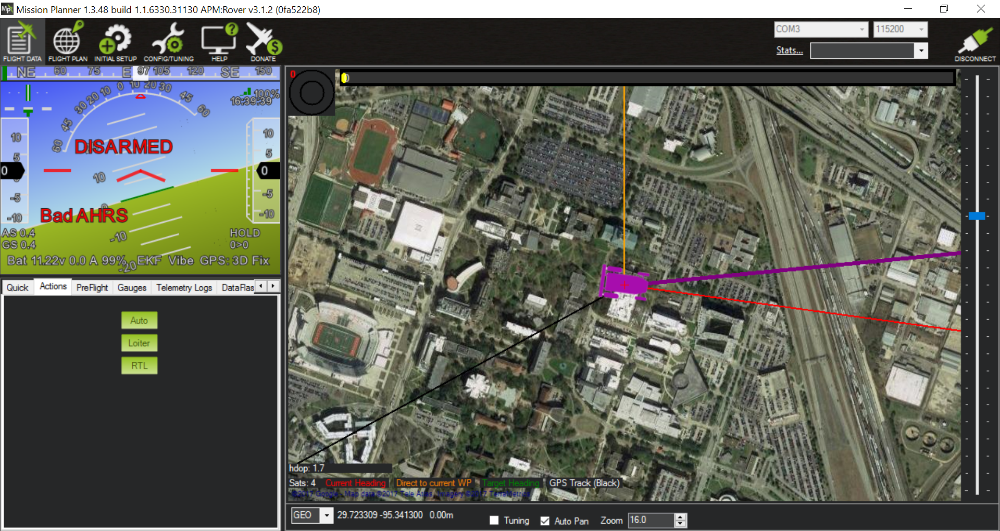 Mission Planner 1.3.48 build 1.1.6330.31130 APM:Rover v3.1.2 (0fa522b8)
FLIGHT DATA FLIGHT PLAN INITIAL SETUP CONFIG/TUNING HELP DONATE
COM3 115200
Stats...
DISCONNECT
NE 60 75 E 97 105 120 SE 150
60 45 30 20 10 0 10 20 30 45 60
100%
16:39:39
DISARMED
10 5 0 -5 -10
10
0
-10
-20
10 5 0 -5 -10
Bad AHRS
AS 0.4
GS 0.4
HOLD
0>0
Bat 11.22v 0.0 A 99% EKF Vibe GPS: 3D Fix
Quick Actions PreFlight Gauges Telemetry Logs DataFlas
Auto
Loiter
RTL
0
0
hdop: 1.7
Sats: 4 Current Heading Direct to current WP Target Heading GPS Track (Black)
©2017 Google - Map data ©2017 Tele Atlas, Imagery ©2017 TerraMetrics
GEO 29.723309 -95.341300 0.00m
Tuning Auto Pan Zoom 16.0